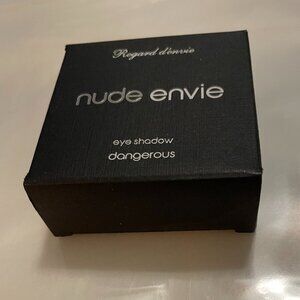 Regard d'envie
nude envie
eye shadow
dangerous